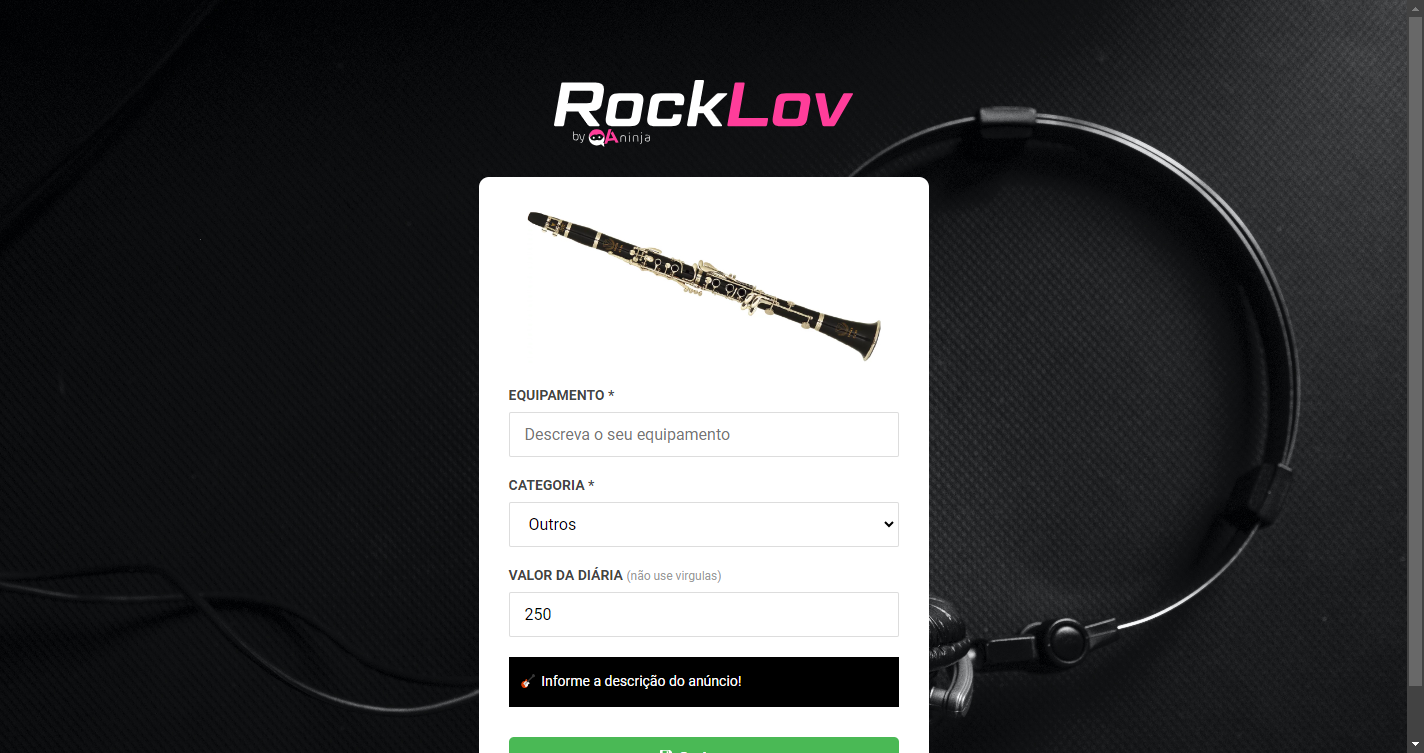 RockLov
by QAninja
EQUIPAMENTO *
Descreva o seu equipamento
CATEGORIA *
Outros
VALOR DA DIÁRIA (não use virgulas)
250
Informe a descrição do anúncio!